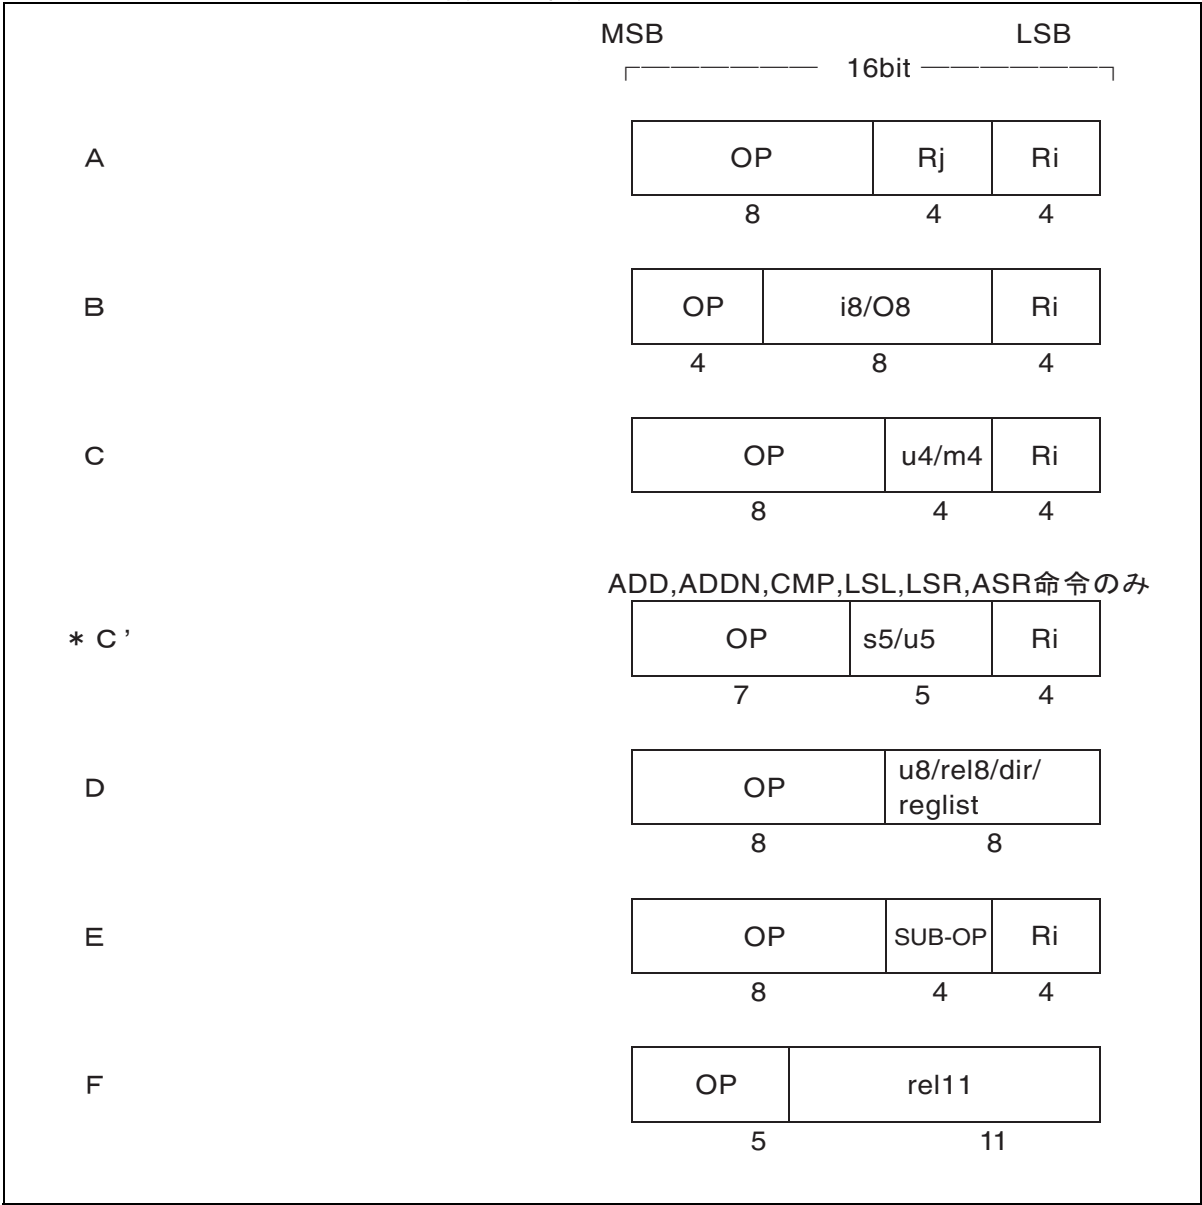 MSB LSB
16bit
A OP Rj Ri
8 4 4
B OP i8/O8 Ri
4 8 4
C OP u4/m4 Ri
8 4 4
ADD,ADDN,CMP,LSL,LSR,ASR命令のみ
* C' OP s5/u5 Ri
7 5 4
D OP u8/rel8/dir/
reglist
8 8
E OP SUB-OP Ri
8 4 4
F OP rel11
5 11